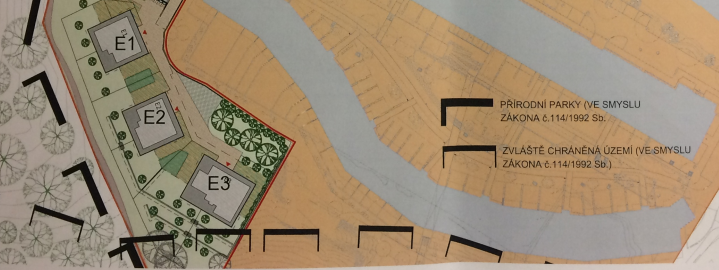 E1
E2
E3
PŘÍRODNÍ PARKY (VE SMYSLU
ZÁKONA č.114/1992 Sb.
ZVLÁŠTĚ CHRÁNĚNÁ ÚZEMÍ (VE SMYSLU
ZÁKONA č.114/1992 Sb.)